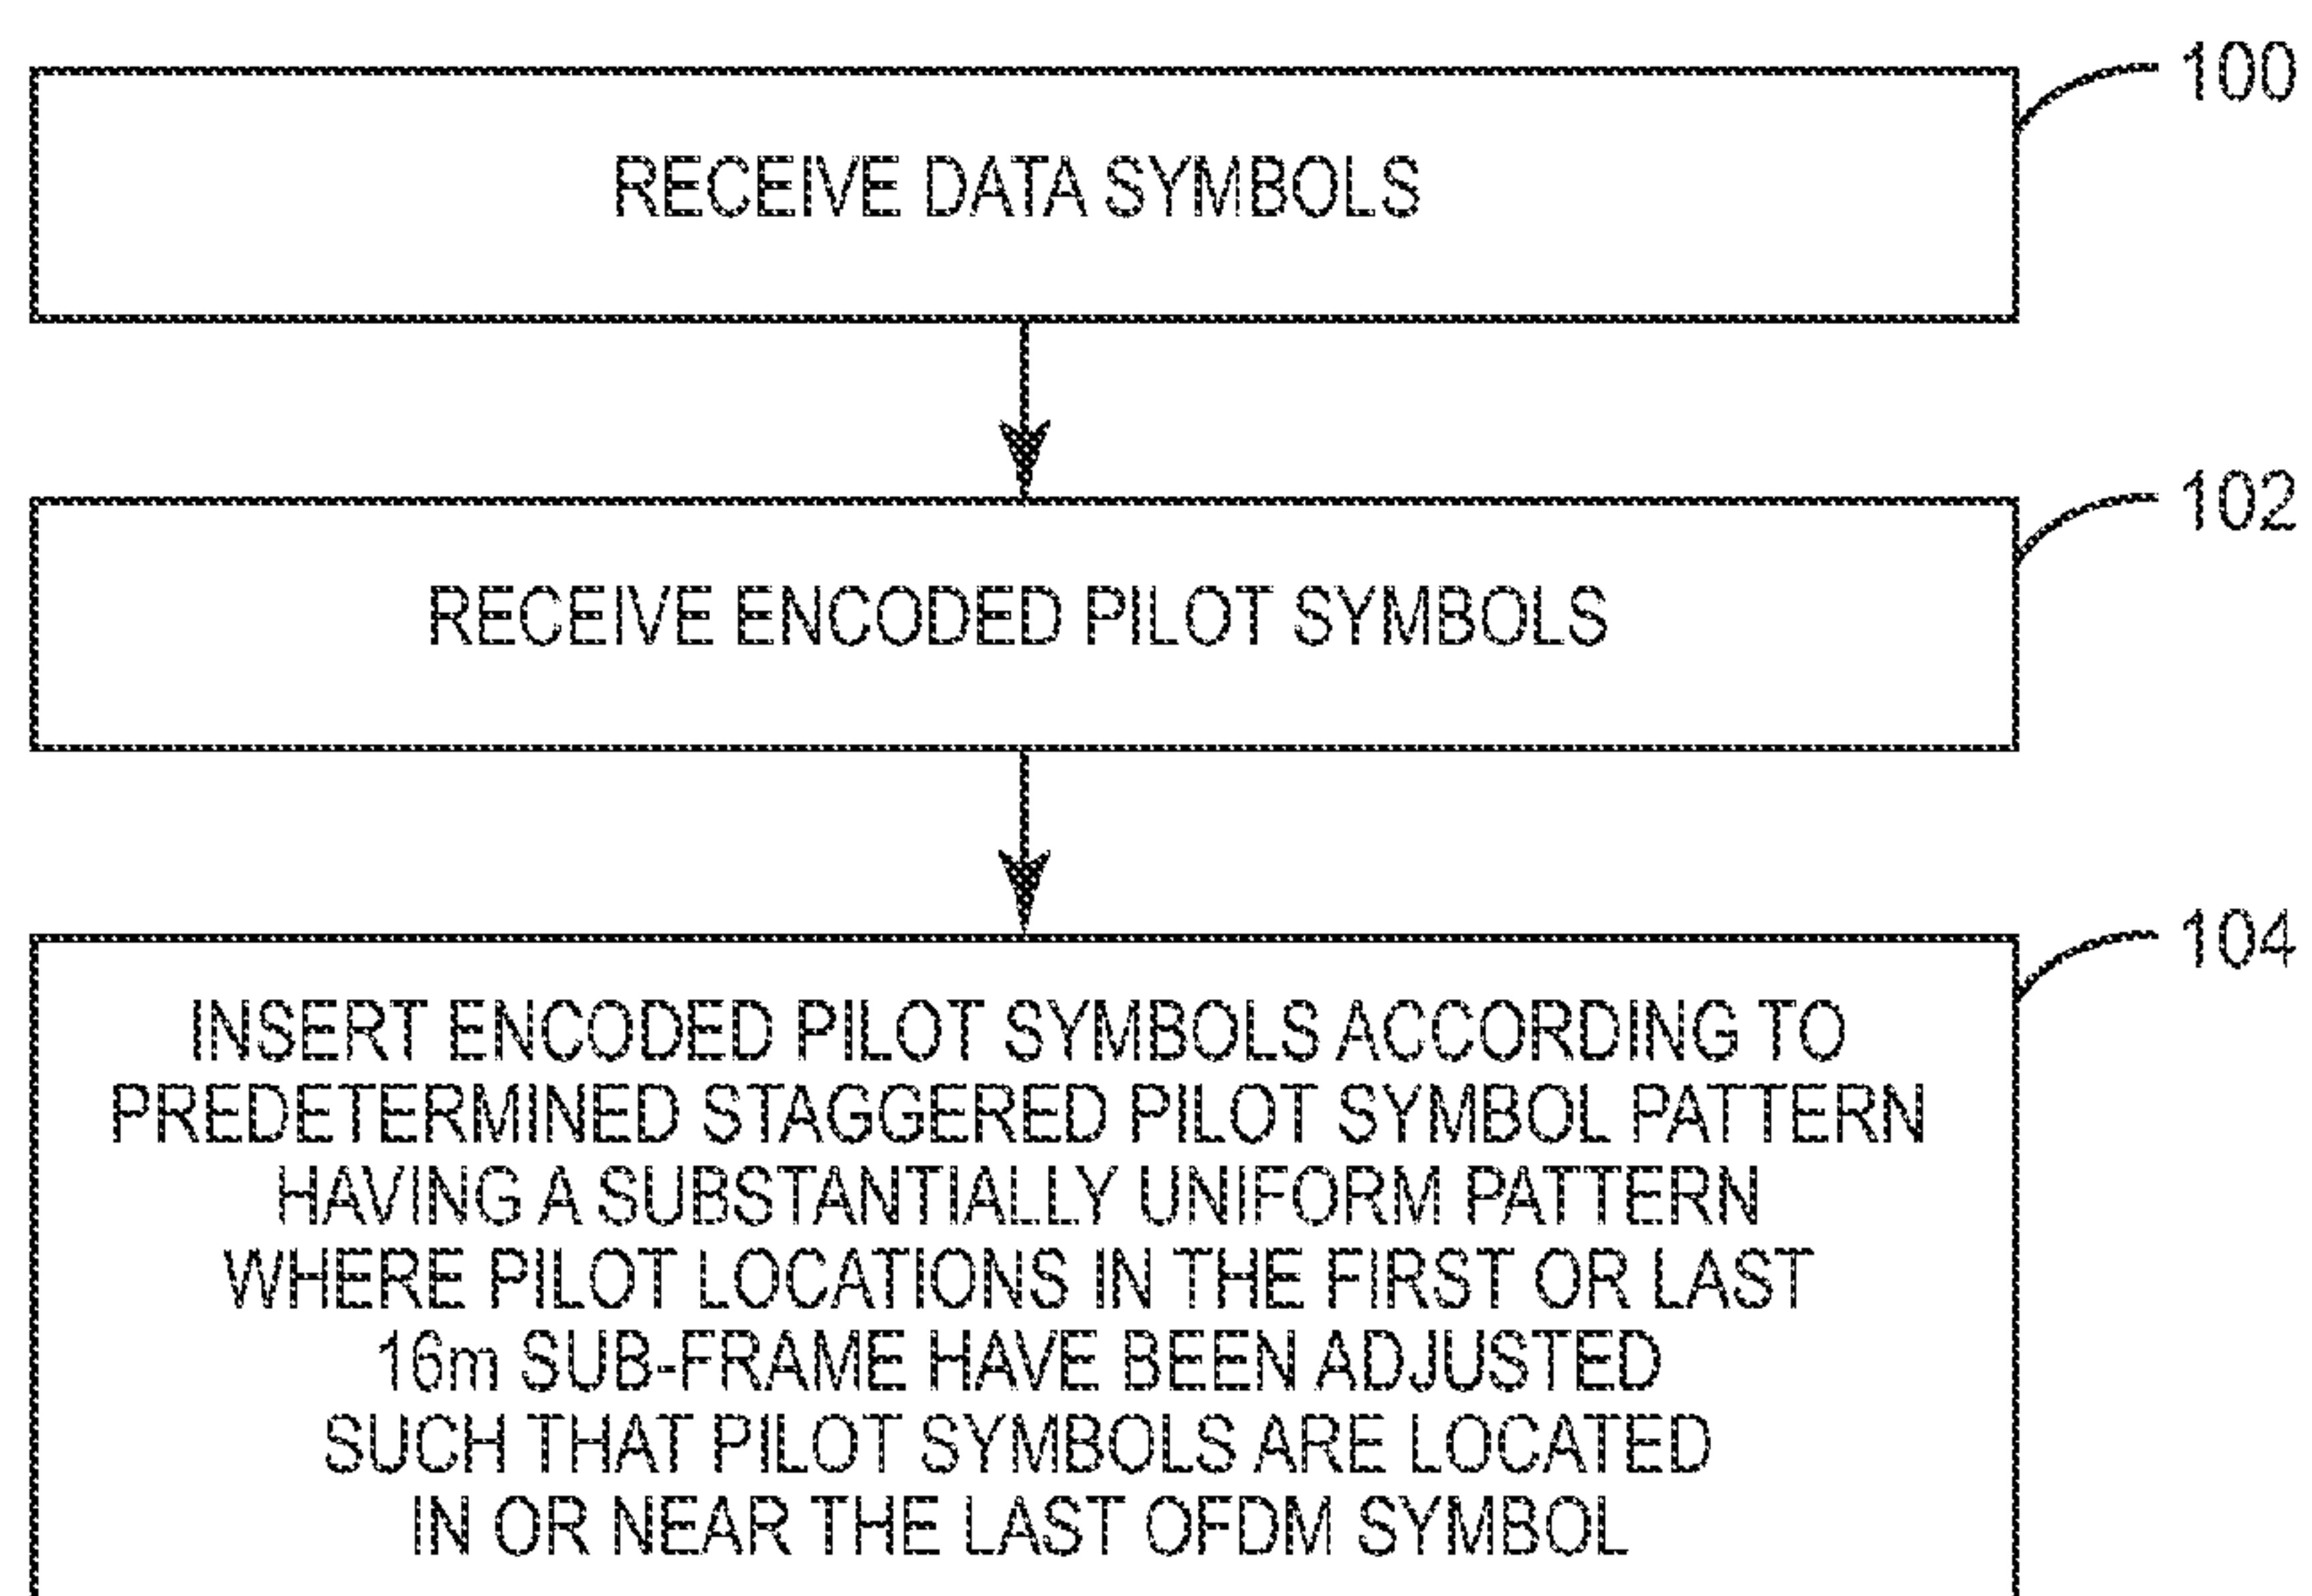 100
RECEIVE DATA SYMBOLS
102
RECEIVE ENCODED PILOT SYMBOLS
104
INSERT ENCODED PILOT SYMBOLS ACCORDING TO
PREDETERMINED STAGGERED PILOT SYMBOL PATTERN
HAVING A SUBSTANTIALLY UNIFORM PATTERN
WHERE PILOT LOCATIONS IN THE FIRST OR LAST
16m SUB-FRAME HAVE BEEN ADJUSTED
SUCH THAT PILOT SYMBOLS ARE LOCATED
IN OR NEAR THE LAST OFDM SYMBOL